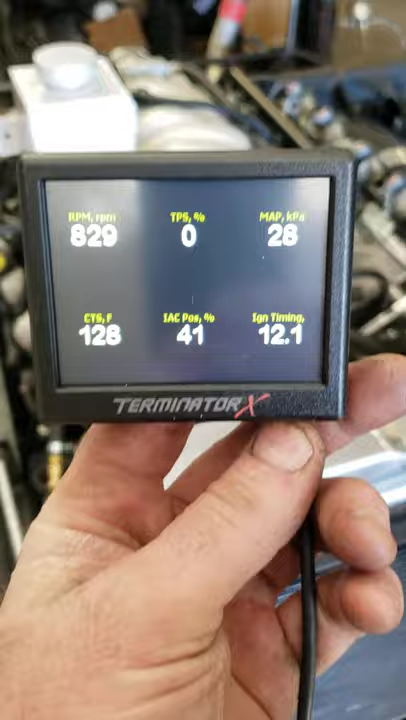 RPM, rpm TPS, % MAP, kPa
829 0 28
CTS, F IAC Pos, % Ign Timing,
128 41 12.1
TERMINATOR X